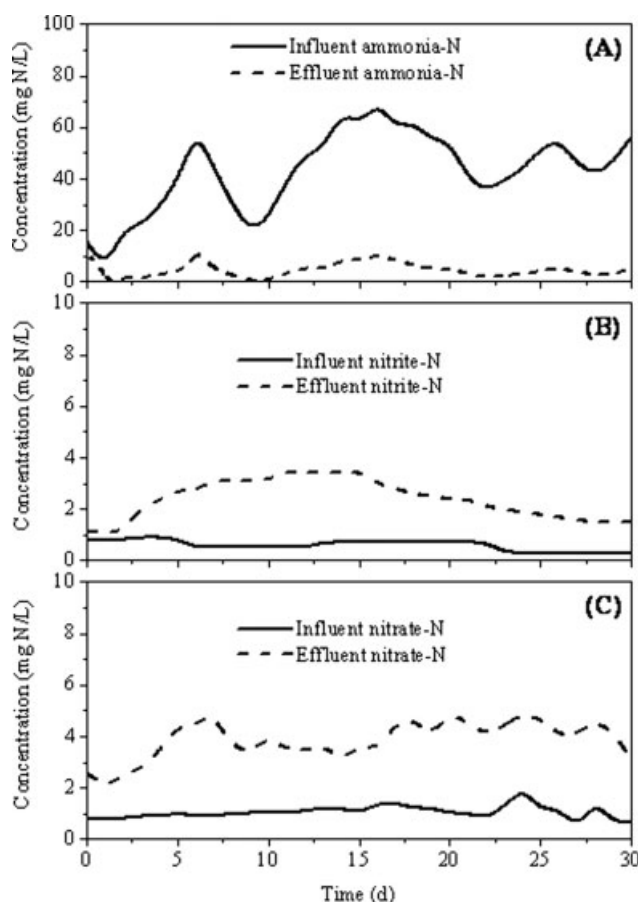 100
80
60
40
20
0
Concentration (mg N/L)
Influent ammonia-N
Effluent ammonia-N
(A)
10
8
6
4
2
0
Concentration (mg N/L)
Influent nitrite-N
Effluent nitrite-N
(B)
10
8
6
4
2
0
Concentration (mg N/L)
Influent nitrate-N
Effluent nitrate-N
(C)
0 5 10 15 20 25 30
Time (d)